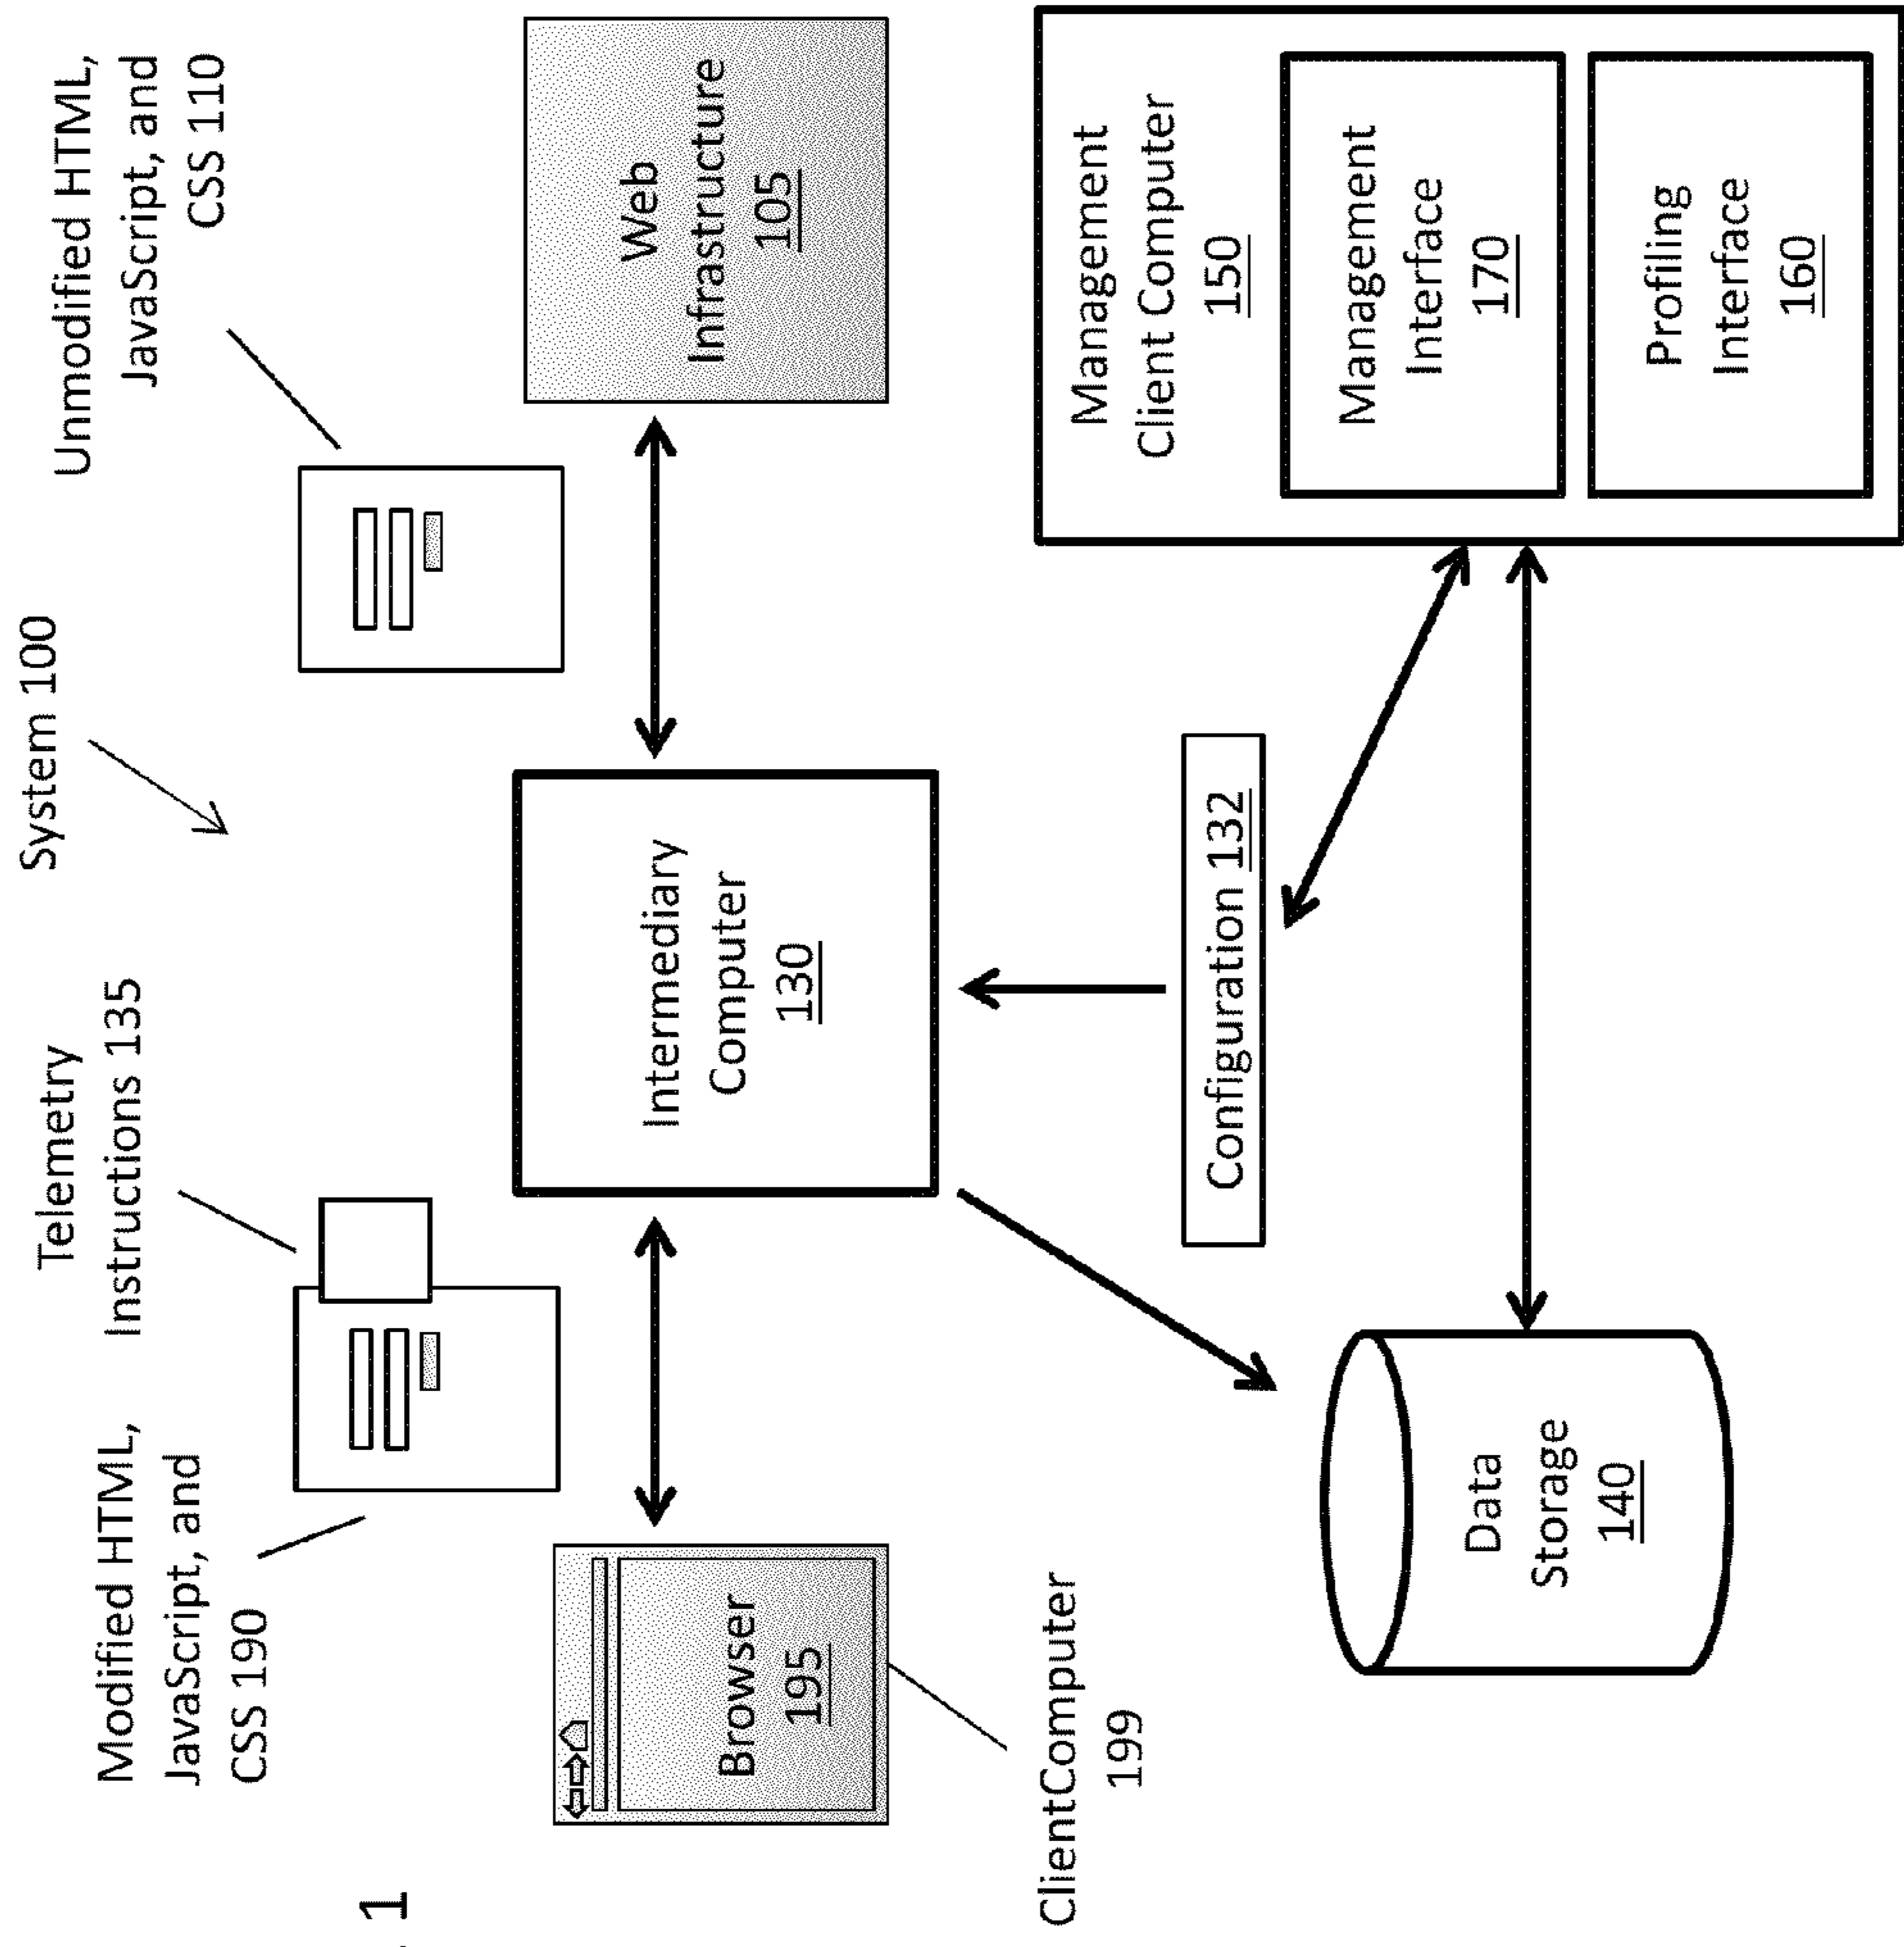 System 100
Modified HTML,
JavaScript, and
CSS 190
Telemetry
Instructions 135
Unmodified HTML,
JavaScript, and
CSS 110
1
Browser
195
ClientComputer
199
Intermediary
Computer
130
Web
Infrastructure
105
Configuration 132
Data
Storage
140
Management
Client Computer
150
Management
Interface
170
Profiling
Interface
160